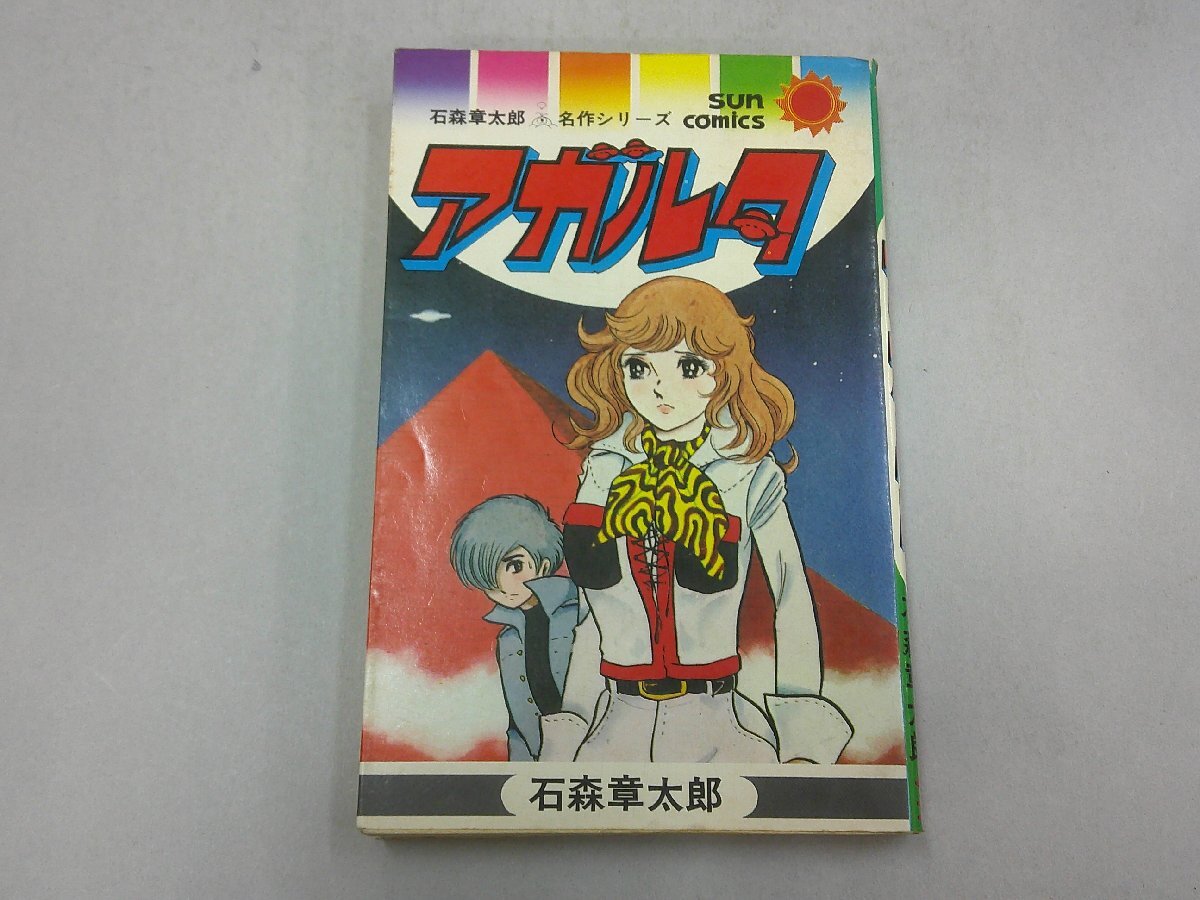 石森章太郎 名作シリーズ
sun
comics
アガルタ
石森章太郎